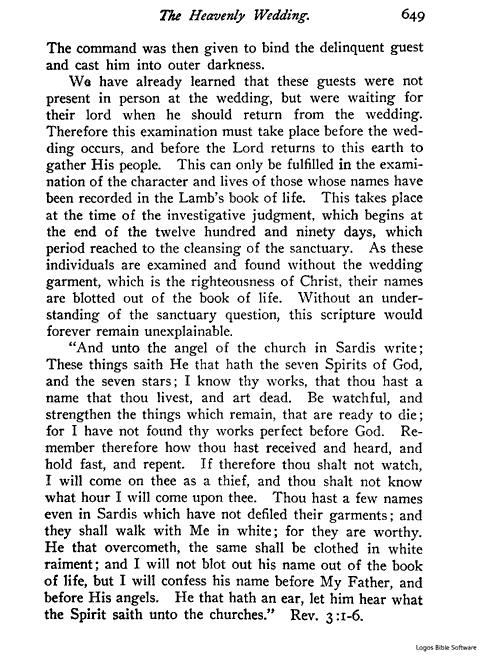 The Heavenly Wedding. 649
The command was then given to bind the delinquent guest
and cast him into outer darkness.
We have already learned that these guests were not
present in person at the wedding, but were waiting for
their lord when he should return from the wedding.
Therefore this examination must take place before the wed-
ding occurs, and before the Lord returns to this earth to
gather His people. This can only be fulfilled in the exami-
nation of the character and lives of those whose names have
been recorded in the Lamb's book of life. This takes place
at the time of the investigative judgment, which begins at
the end of the twelve hundred and ninety days, which
period reached to the cleansing of the sanctuary. As these
individuals are examined and found without the wedding
garment, which is the righteousness of Christ, their names
are blotted out of the book of life. Without an under-
standing of the sanctuary question, this scripture would
forever remain unexplainable.
"And unto the angel of the church in Sardis write;
These things saith He that hath the seven Spirits of God,
and the seven stars; I know thy works, that thou hast a
name that thou livest, and art dead. Be watchful, and
strengthen the things which remain, that are ready to die;
for I have not found thy works perfect before God. Re-
member therefore how thou hast received and heard, and
hold fast, and repent. If therefore thou shalt not watch,
I will come on thee as a thief, and thou shalt not know
what hour I will come upon thee. Thou hast a few names
even in Sardis which have not defiled their garments; and
they shall walk with Me in white; for they are worthy.
He that overcometh, the same shall be clothed in white
raiment; and I will not blot out his name out of the book
of life, but I will confess his name before My Father, and
before His angels. He that hath an ear, let him hear what
the Spirit saith unto the churches." Rev. 3:1-6.
Logos Bible Software